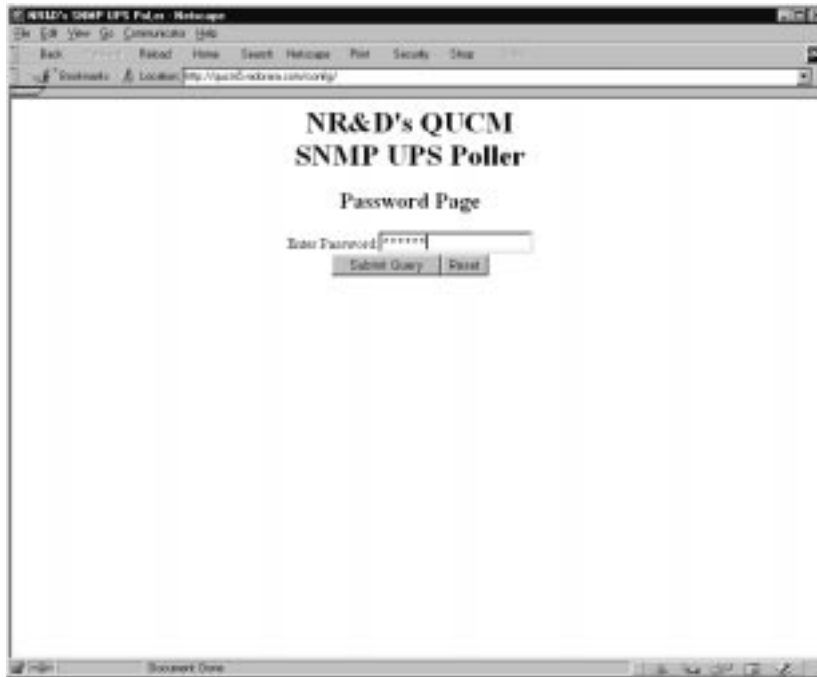 NR&D's SNMP UPS Poller - Netscape
File Edit View Go Communicator Help
Back Reload Home Search Netscape Print Security Stop
Bookmarks Location:
NR&D's QUCM
SNMP UPS Poller
Password Page
Enter Password: ******
Submit Query Reset
Document: Done